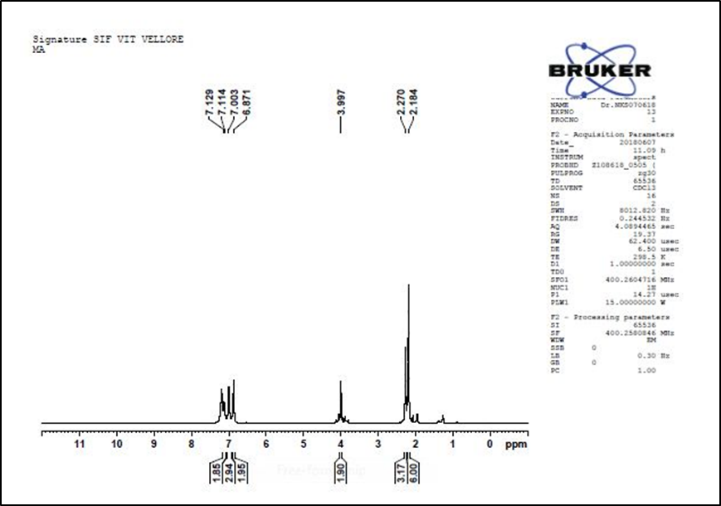 Signature SIF VIT VELLORE
MA
BRUKER
7.129
7.114
7.003
6.871
3.997
2.270
2.184
NAME Dr.NKS070618
EXPNO 13
PROCNO 1
F2 - Acquisition Parameters
Date_ 20180607
Time 11.09 h
INSTRUM spect
PROBHD Z108618_0505 (
PULPROG zg30
TD 65536
SOLVENT CDCl3
NS 16
DS 2
SWH 8012.820 Hz
FIDRES 0.244532 Hz
AQ 4.0894465 sec
RG 19.37
DW 62.400 usec
DE 6.50 usec
TE 298.5 K
D1 1.00000000 sec
TD0 1
SFO1 400.2604716 MHz
NUC1 1H
P1 14.27 usec
PLW1 15.00000000 W
F2 - Processing parameters
SI 65536
SF 400.2580846 MHz
WDW EM
SSB 0
LB 0.30 Hz
GB 0
PC 1.00
11 10 9 8 7 6 5 4 3 2 1 0 ppm
1.85
2.94
1.95
1.90
3.17
6.00